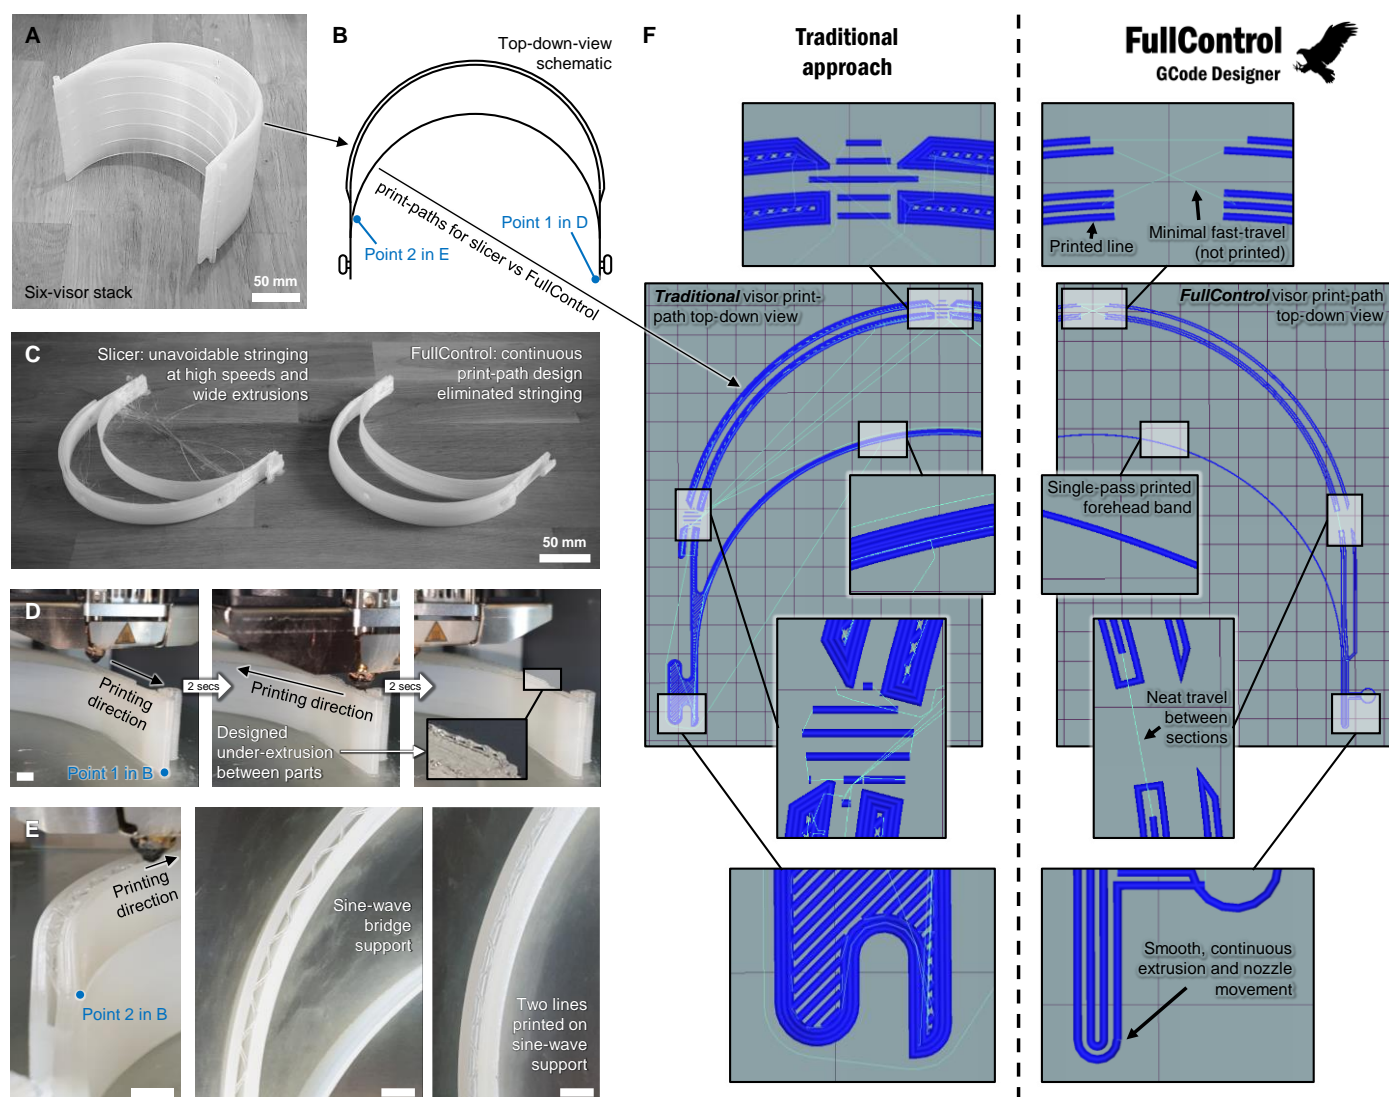 A
Six-visor stack
50 mm
B
Top-down-view
schematic
print-paths for slicer vs FullControl
Point 1 in D
Point 2 in E
C
Slicer: unavoidable stringing
at high speeds and
wide extrusions
FullControl: continuous
print-path design
eliminated stringing
50 mm
D
Printing
direction
Point 1 in B
2 secs
Printing direction
Designed
under-extrusion
between parts
2 secs
E
Printing
direction
Point 2 in B
Sine-wave
bridge
support
Two lines
printed on
sine-wave
support
F
Traditional
approach
FullControl
GCode Designer
Printed line
Minimal fast-travel
(not printed)
Traditional visor print-
path top-down view
FullControl visor print-path
top-down view
Single-pass printed
forehead band
Neat travel
between
sections
Smooth, continuous
extrusion and nozzle
movement